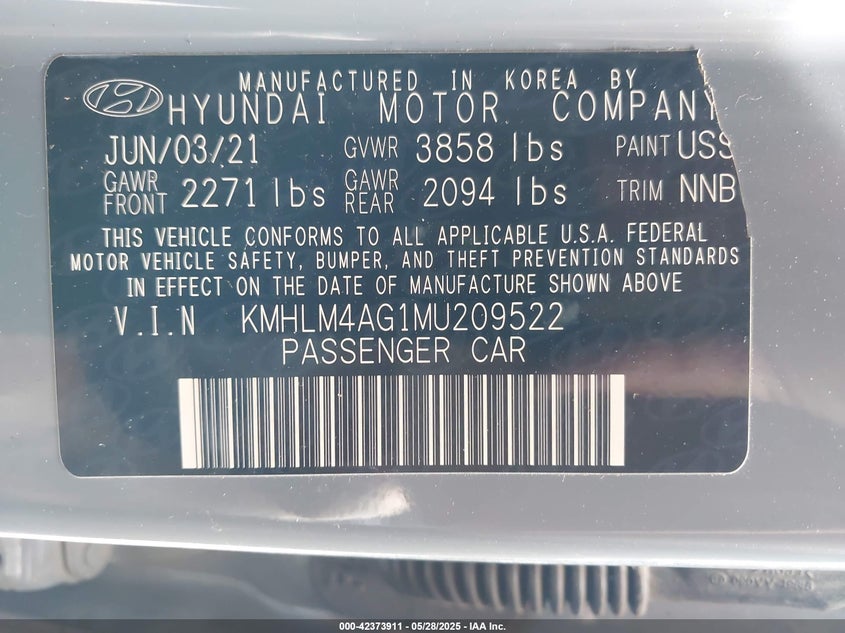 MANUFACTURED IN KOREA BY
HYUNDAI MOTOR COMPANY
JUN/03/21 GVWR 3858 lbs PAINT USS
GAWR FRONT 2271 lbs GAWR REAR 2094 lbs TRIM NNB
THIS VEHICLE CONFORMS TO ALL APPLICABLE U.S.A. FEDERAL
MOTOR VEHICLE SAFETY, BUMPER, AND THEFT PREVENTION STANDARDS
IN EFFECT ON THE DATE OF MANUFACTURE SHOWN ABOVE
V.I.N KMHLM4AG1MU209522
PASSENGER CAR
000-42373911 - 05/28/2025 - IAA Inc.